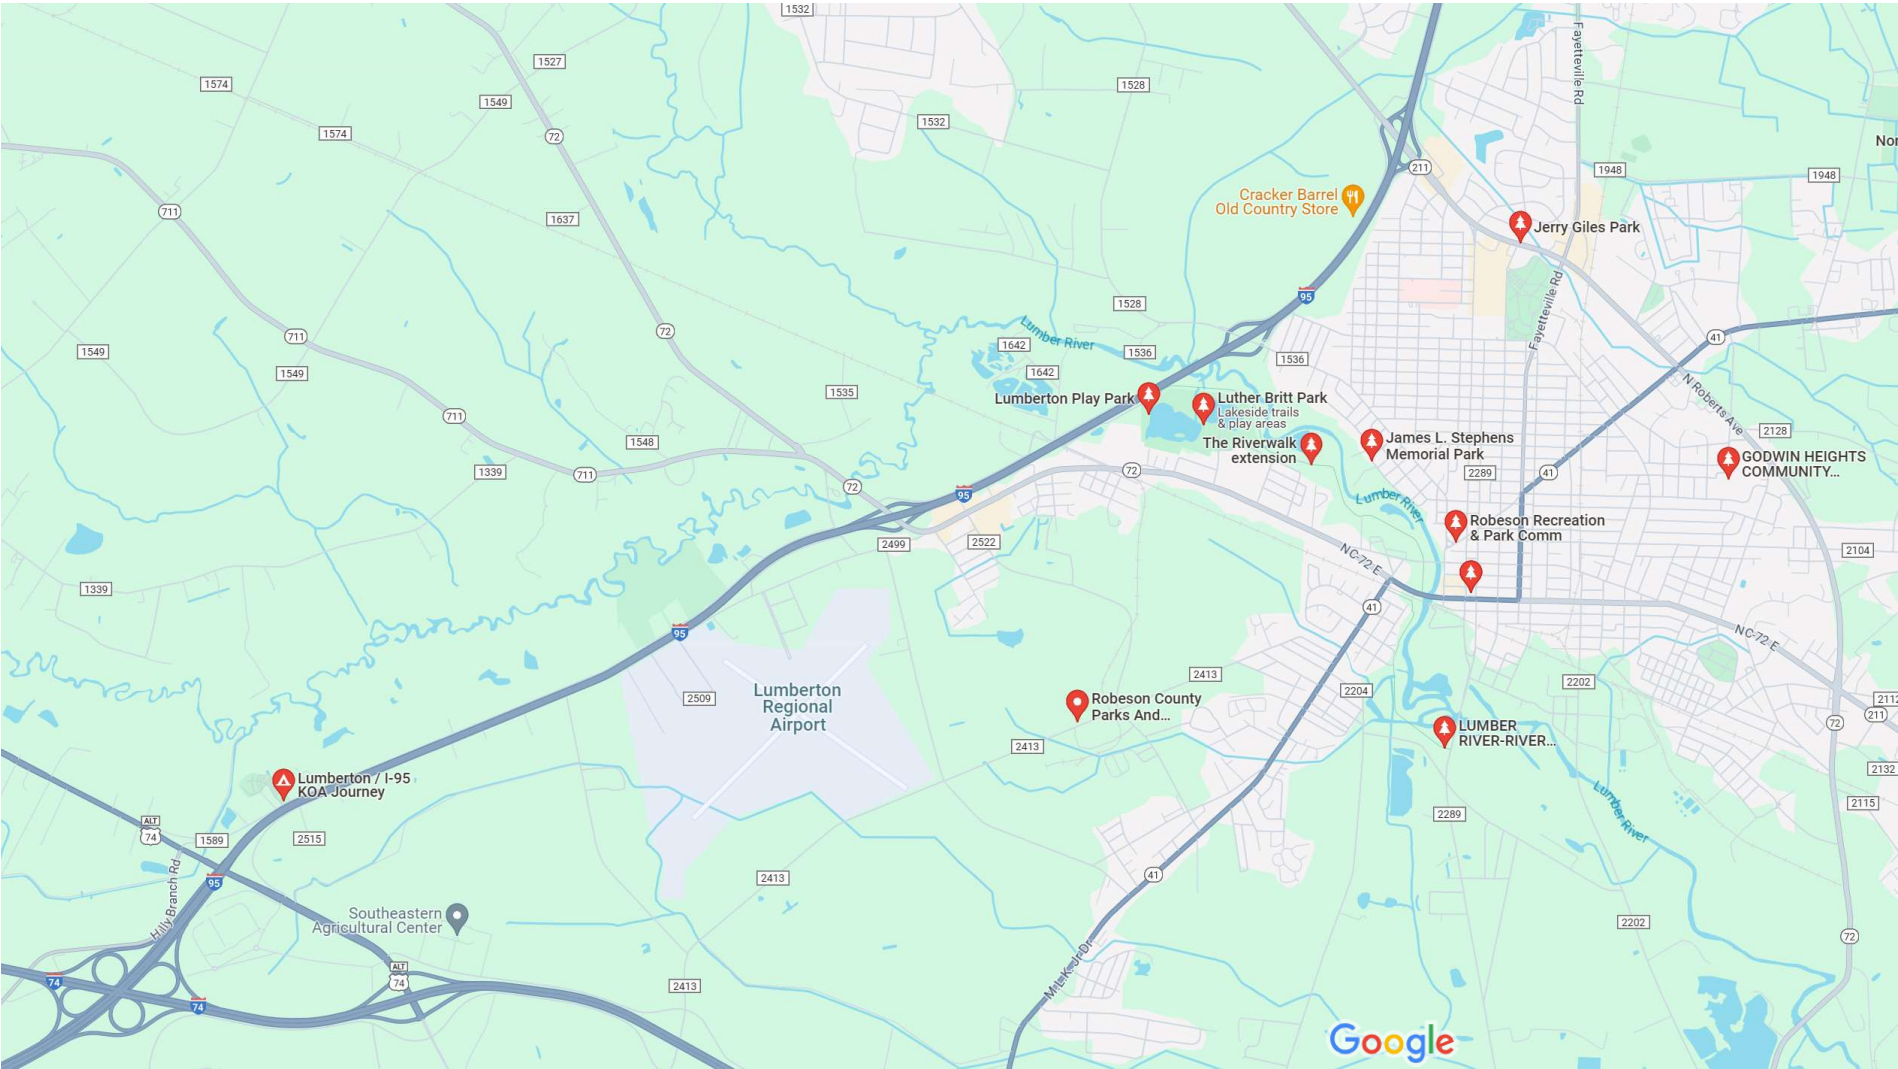 1532
Fayetteville Rd
1527
1574
1549
1528
72
1574
1532
Nor
211
1948
1948
711
1637
Cracker Barrel
Old Country Store
Jerry Giles Park
95
1528
Fayetteville Rd
Lumber River
72
711
41
1642
1536
1536
1549
1549
1642
N Roberts Ave
1535
Lumberton Play Park
Luther Britt Park
Lakeside trails
& play areas
711
2128
1548
The Riverwalk
extension
James L. Stephens
Memorial Park
GODWIN HEIGHTS
COMMUNITY...
1339
711
72
2289
41
72
95
Lumber River
Robeson Recreation
& Park Comm
2499
2522
2104
NC-72 E
1339
41
95
NC-72 E
2413
2202
2204
2509
Lumberton
Regional
Airport
Robeson County
Parks And...
2112
211
72
LUMBER
RIVER-RIVER...
2413
2132
Lumberton / I-95
KOA Journey
Lumber River
2115
2289
ALT
74
1589
2515
Hilly Branch Rd
95
2413
41
Southeastern
Agricultural Center
2202
72
M.L.K. Jr Dr
ALT
74
74
2413
74
Google